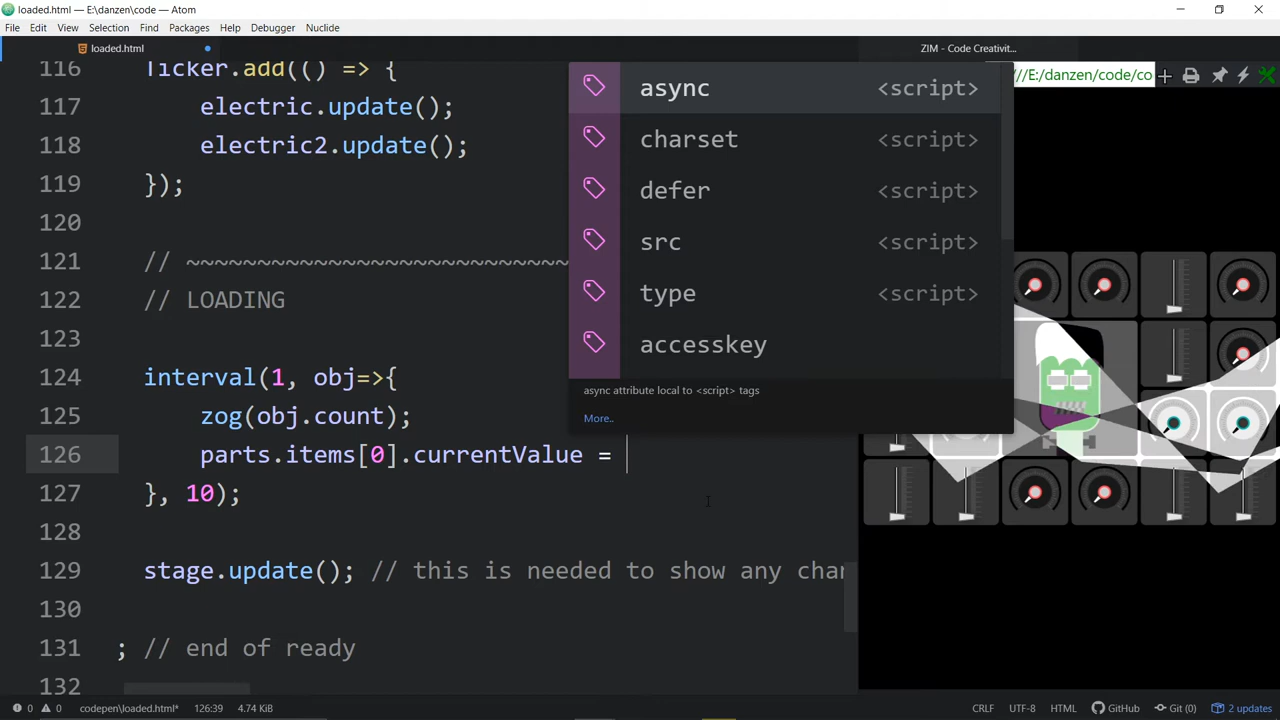 loaded.html — E:\danzen\code — Atom
File Edit View Selection Find Packages Help Debugger Nuclide
loaded.html
ZIM - Code Creativit...
///E:/danzen/code/co
116 Ticker.add(() => {
117 electric.update();
118 electric2.update();
119 });
120
121 // ~~~~~~~~~~~~~~~~~~~~~~~~~~~
122 // LOADING
123
124 interval(1, obj=>{
125 zog(obj.count);
126 parts.items[0].currentValue =
127 }, 10);
128
129 stage.update(); // this is needed to show any chan
130
131 ; // end of ready
132
async <script>
charset <script>
defer <script>
src <script>
type <script>
accesskey
async attribute local to <script> tags
More..
0 0 codepen\loaded.html* 126:39 4.74 KiB CRLF UTF-8 HTML GitHub Git (0) 2 updates